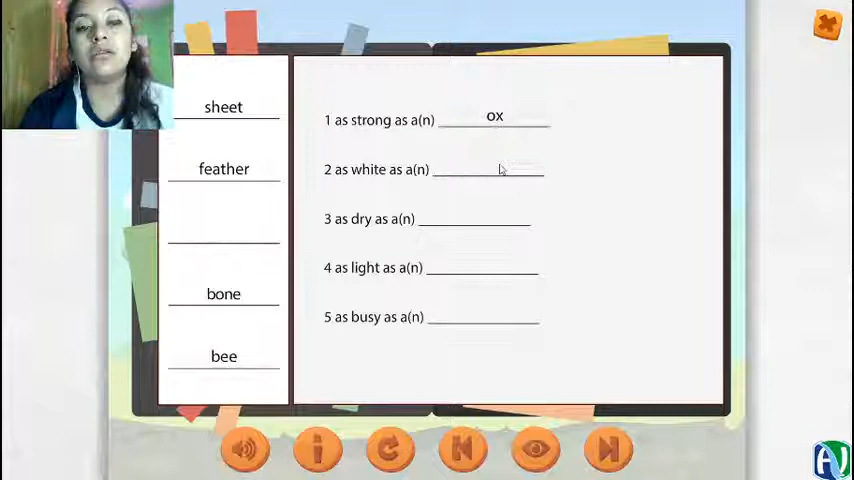 sheet
feather
bone
bee
1 as strong as a(n) ox
2 as white as a(n)
3 as dry as a(n)
4 as light as a(n)
5 as busy as a(n)